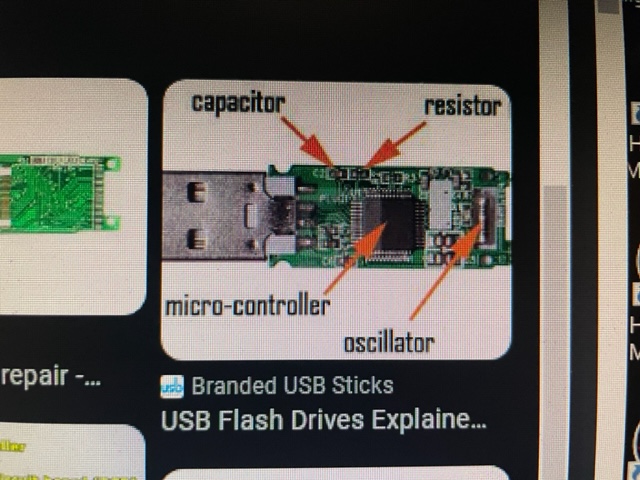 capacitor
resistor
micro-controller
oscillator
repair -...
usb Branded USB Sticks
USB Flash Drives Explaine...